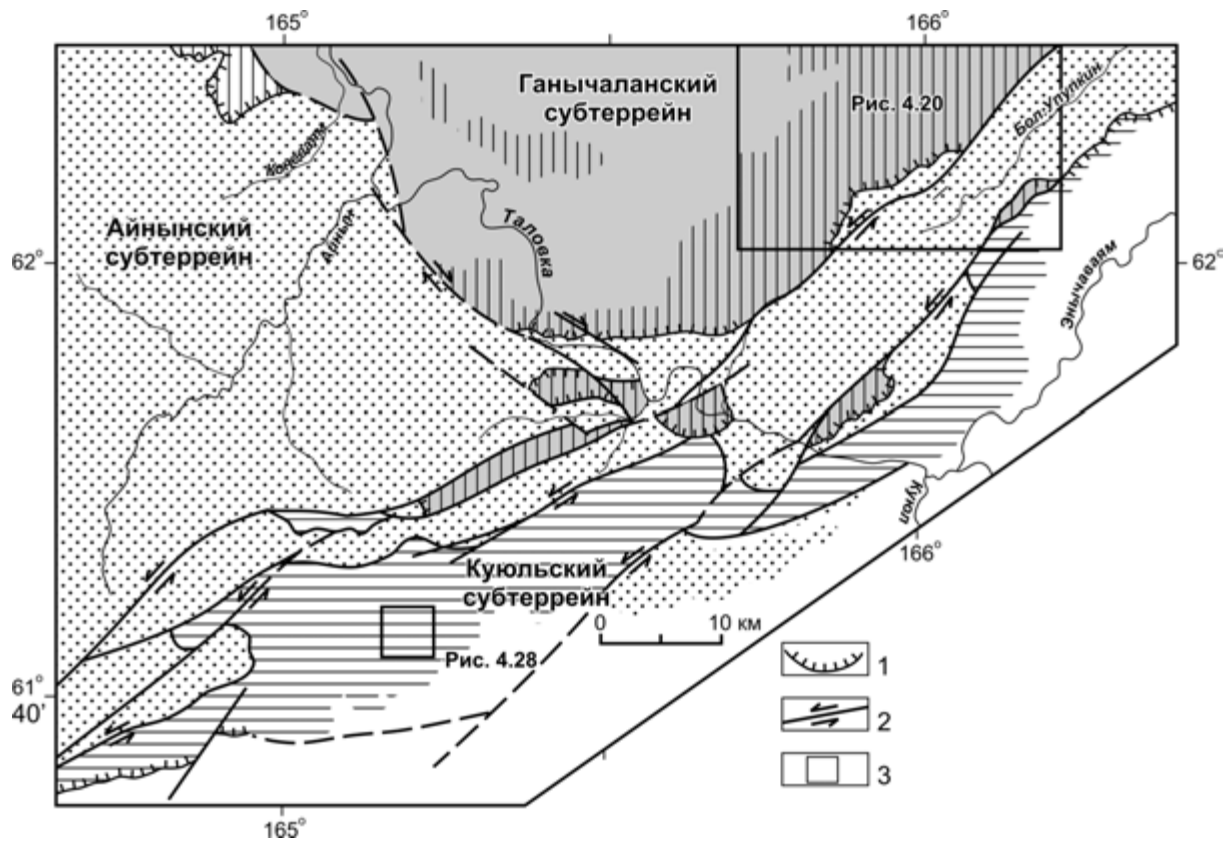 165°
166°
Ганычаланский
субтеррейн
Рис. 4.20
Бол.Упупкин
Айнын
Таловка
Айнынский
субтеррейн
62°
62°
Энычаваям
Куюл
166°
Куюльский
субтеррейн
0
10 км
Рис. 4.28
61°
40'
1
2
3
165°